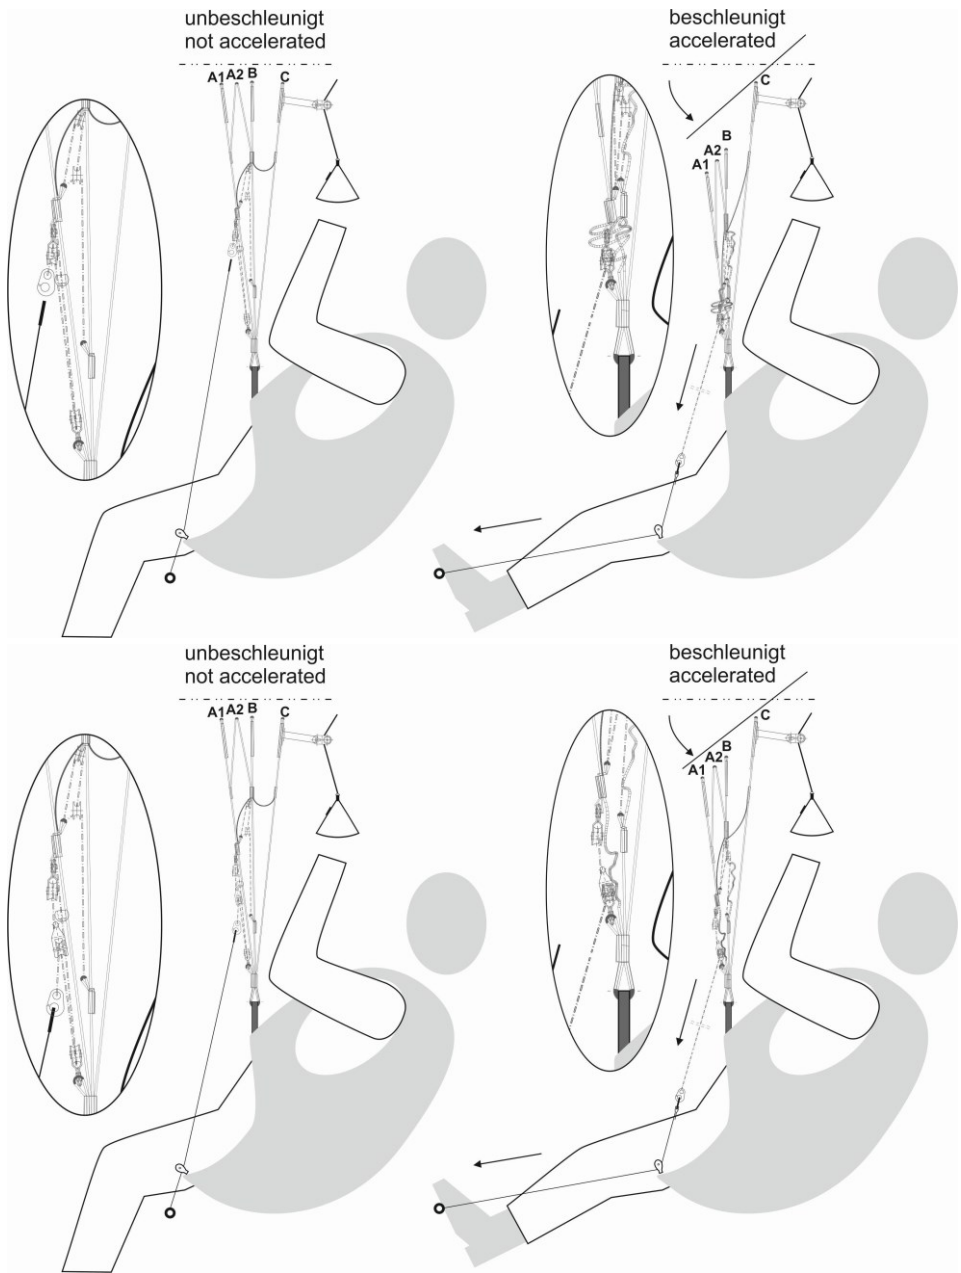 unbeschleunigt
not accelerated
A1 A2 B C
beschleunigt
accelerated
C
B
A2
A1
unbeschleunigt
not accelerated
A1 A2 B C
beschleunigt
accelerated
C
B
A2
A1